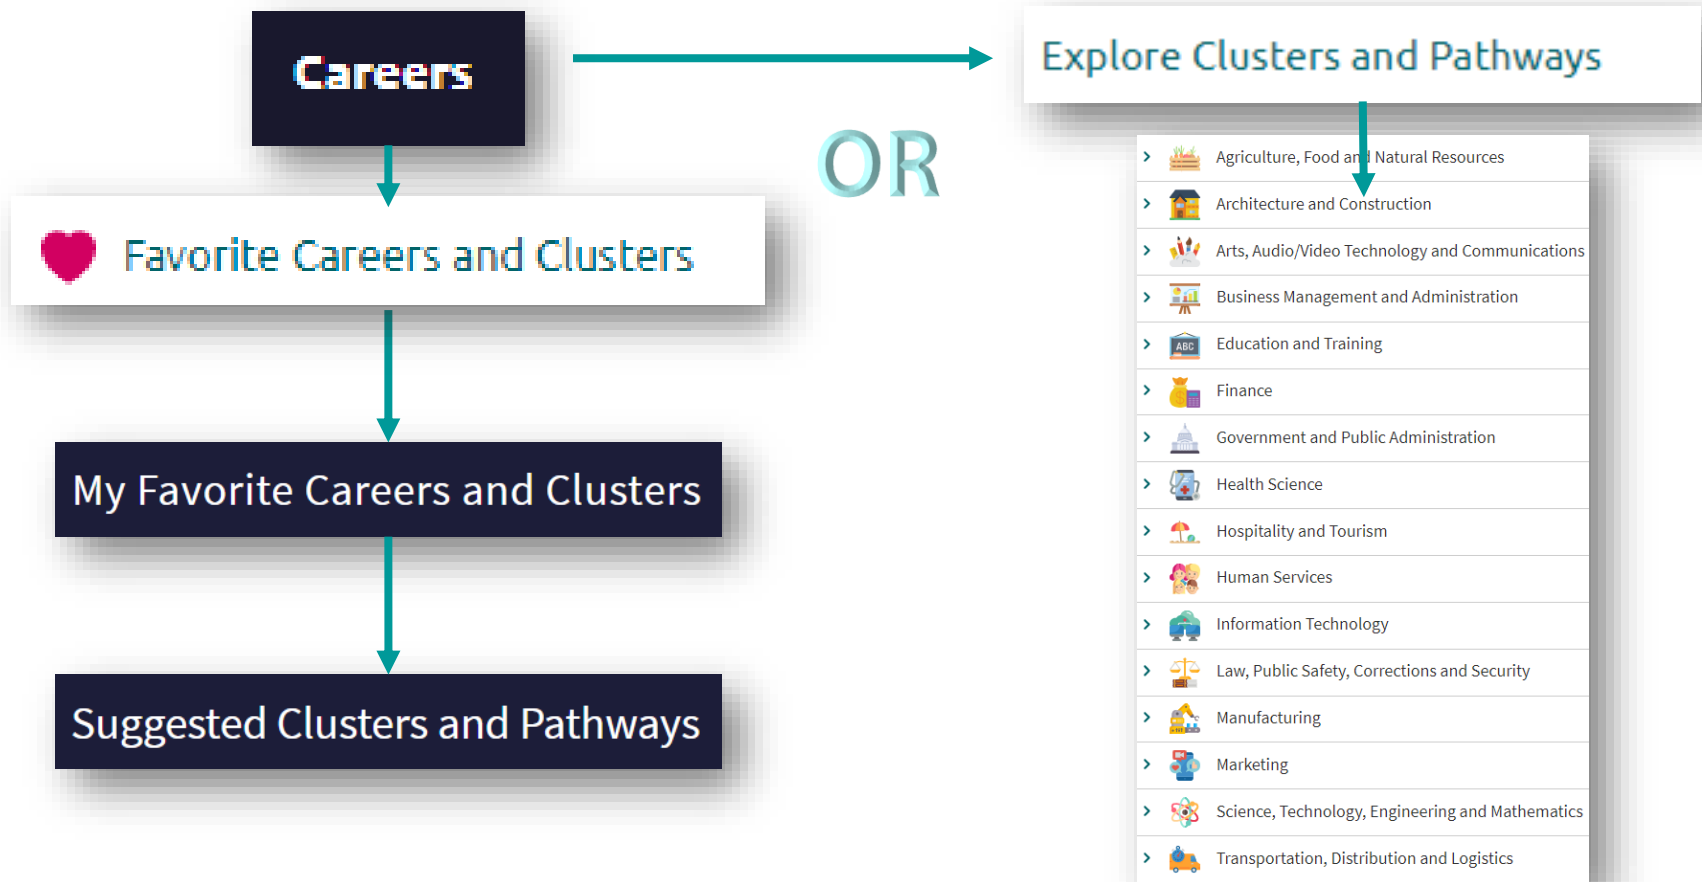 Careers
Explore Clusters and Pathways
OR
Favorite Careers and Clusters
My Favorite Careers and Clusters
Suggested Clusters and Pathways
Agriculture, Food and Natural Resources
Architecture and Construction
Arts, Audio/Video Technology and Communications
Business Management and Administration
ABC
Education and Training
Finance
Government and Public Administration
Health Science
Hospitality and Tourism
Human Services
Information Technology
Law, Public Safety, Corrections and Security
Manufacturing
Marketing
Science, Technology, Engineering and Mathematics
Transportation, Distribution and Logistics